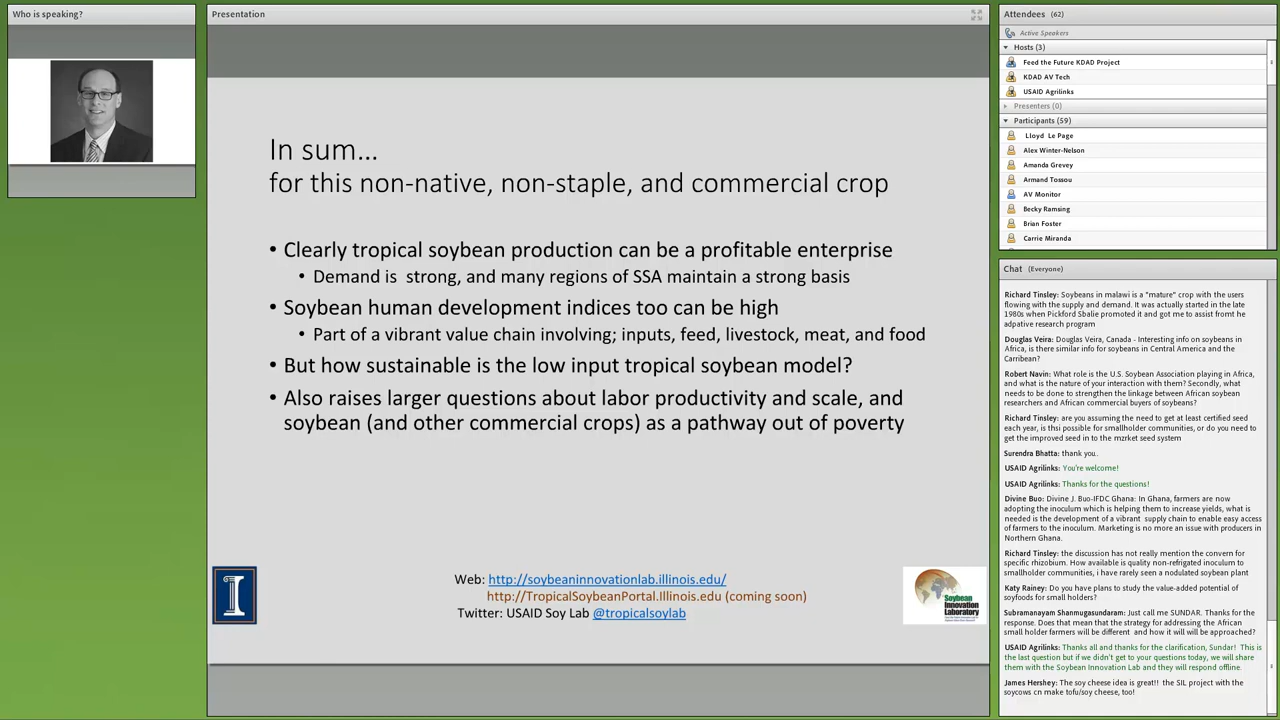 Who is speaking?
Presentation
In sum...
for this non-native, non-staple, and commercial crop
• Clearly tropical soybean production can be a profitable enterprise
• Demand is strong, and many regions of SSA maintain a strong basis
• Soybean human development indices too can be high
• Part of a vibrant value chain involving; inputs, feed, livestock, meat, and food
• But how sustainable is the low input tropical soybean model?
• Also raises larger questions about labor productivity and scale, and
soybean (and other commercial crops) as a pathway out of poverty
I
Web: http://soybeaninnovationlab.illinois.edu/
http://TropicalSoybeanPortal.Illinois.edu (coming soon)
Twitter: USAID Soy Lab @tropicalsoylab
Soybean
Innovation
Laboratory
Attendees (62)
Active Speakers
Hosts (3)
Feed the Future KDAD Project
KDAD AV Tech
USAID Agrilinks
Presenters (0)
Participants (59)
Lloyd Le Page
Alex Winter-Nelson
Amanda Grevey
Armand Tossou
AV Monitor
Becky Ramsing
Brian Foster
Carrie Miranda
Chat (Everyone)
Richard Tinsley: Soybeans in malawi is a "mature" crop with the users
flowing with the supply and demand. It was actually started in the late
1980s when Pickford Sbalie promoted it and got me to assist fromt he
adpative research program
Douglas Veira: Douglas Veira, Canada - Interesting info on soybeans in
Africa, is there similar info for soybeans in Central America and the
Carribean?
Robert Navin: What role is the U.S. Soybean Association playing in Africa,
and what is the nature of your interaction with them? Secondly, what
needs to be done to strengthen the linkage between African soybean
researchers and African commercial buyers of soybeans?
Richard Tinsley: are you assuming the need to get at least certified seed
each year, is thsi possible for smallholder communities, or do you need to
get the improved seed in to the mzrket seed system
Surendra Bhatta: thank you..
USAID Agrilinks: You're welcome!
USAID Agrilinks: Thanks for the questions!
Divine Buo: Divine J. Buo-IFDC Ghana: In Ghana, farmers are now
adopting the inoculum which is helping them to increase yields, what is
needed is the development of a vibrant supply chain to enable easy access
of farmers to the inoculum. Marketing is no more an issue with producers in
Northern Ghana.
Richard Tinsley: the discussion has not really mention the convern for
specific rhizobium. How available is quality non-refrigated inoculum to
smallholder communities, i have rarely seen a nodulated soybean plant
Katy Rainey: Do you have plans to study the value-added potential of
soyfoods for small holders?
Subramanayam Shanmugasundaram: Just call me SUNDAR. Thanks for the
response. Does that mean that the strategy for addressing the African
small holder farmers will be different and how it will will be approached?
USAID Agrilinks: Thanks all and thanks for the clarification, Sundar! This is
the last question but if we didn't get to your questions today, we will share
them with the Soybean Innovation Lab and they will respond offline.
James Hershey: The soy cheese idea is great!! the SIL project with the
soycows cn make tofu/soy cheese, too!